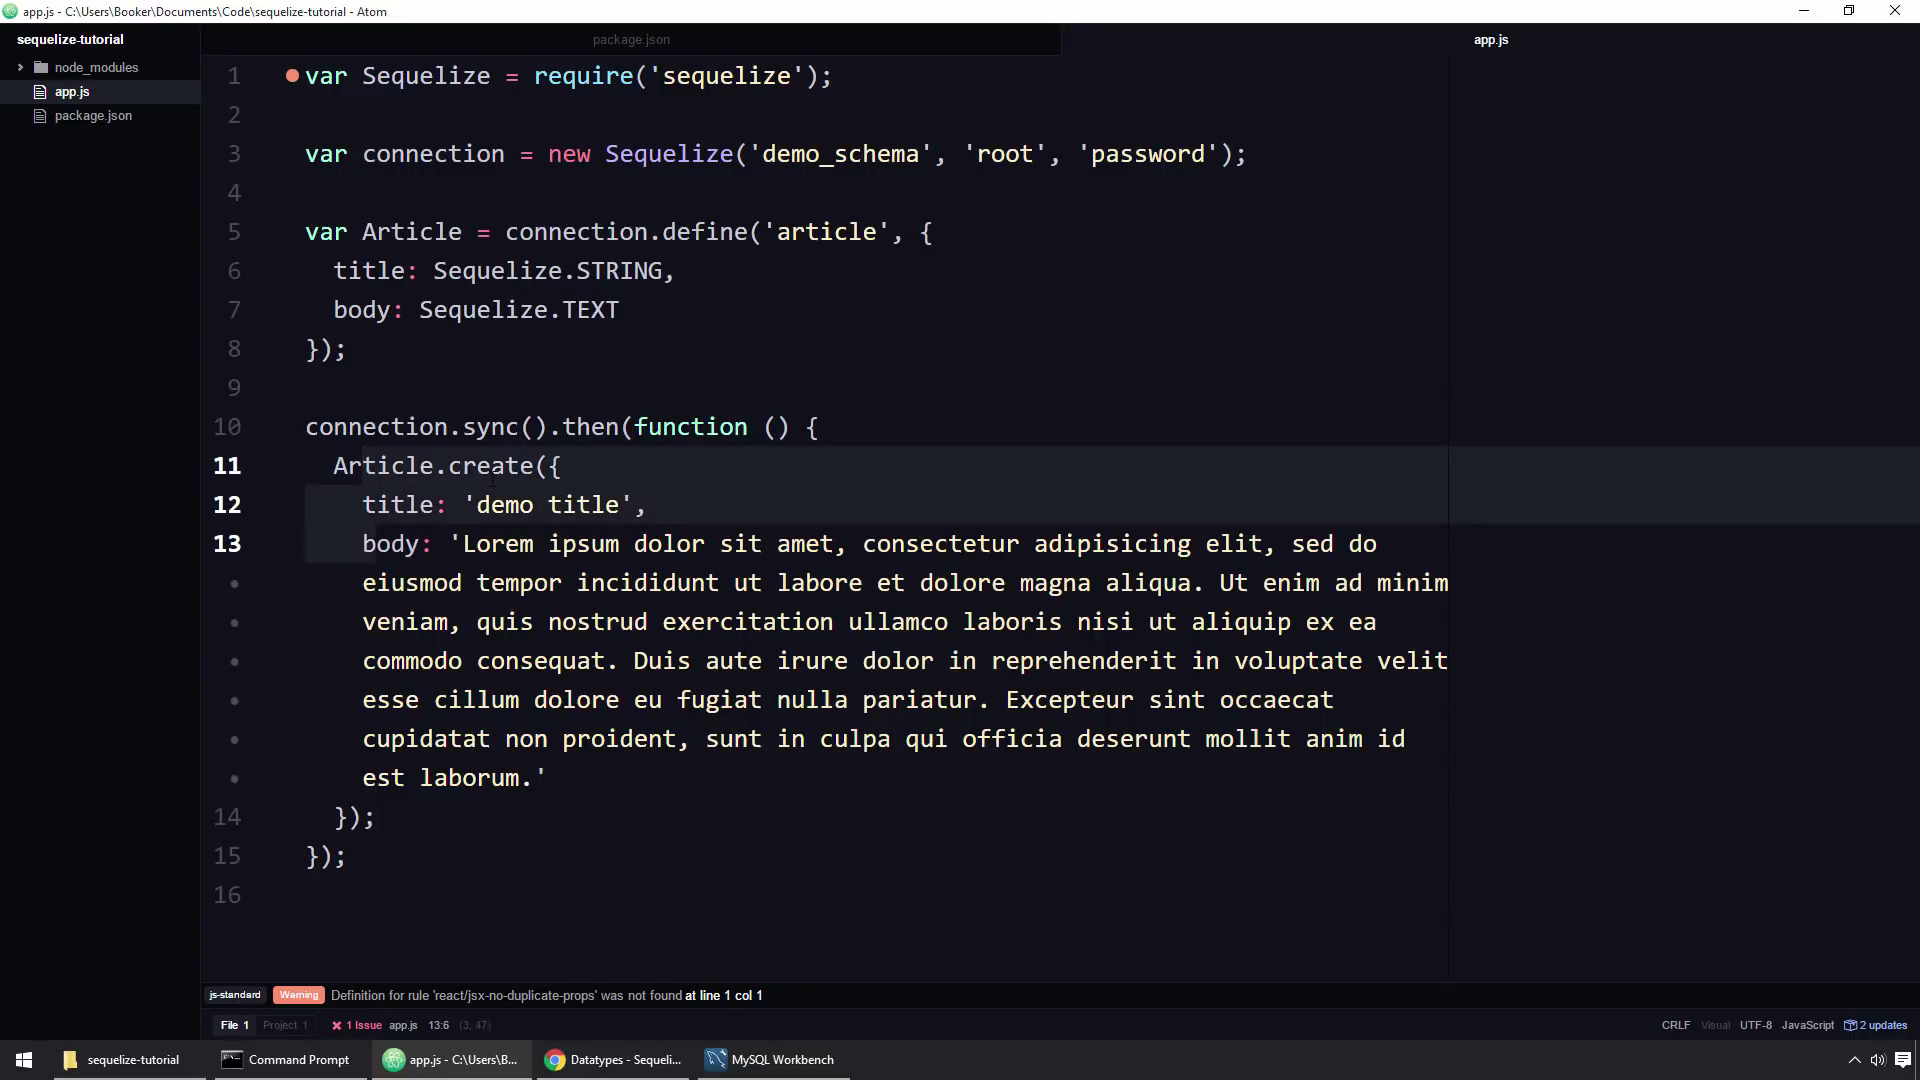 app.js - C:\Users\Booker\Documents\Code\sequelize-tutorial - Atom
sequelize-tutorial
node_modules
app.js
package.json
package.json
app.js
1 var Sequelize = require('sequelize');
2
3 var connection = new Sequelize('demo_schema', 'root', 'password');
4
5 var Article = connection.define('article', {
6 title: Sequelize.STRING,
7 body: Sequelize.TEXT
8 });
9
10 connection.sync().then(function () {
11 Article.create({
12 title: 'demo title',
13 body: 'Lorem ipsum dolor sit amet, consectetur adipisicing elit, sed do
eiusmod tempor incididunt ut labore et dolore magna aliqua. Ut enim ad minim
veniam, quis nostrud exercitation ullamco laboris nisi ut aliquip ex ea
commodo consequat. Duis aute irure dolor in reprehenderit in voluptate velit
esse cillum dolore eu fugiat nulla pariatur. Excepteur sint occaecat
cupidatat non proident, sunt in culpa qui officia deserunt mollit anim id
est laborum.'
14 });
15 });
16
js-standard Warning Definition for rule 'react/jsx-no-duplicate-props' was not found at line 1 col 1
File 1 Project 1 1 Issue app.js 13:6 (3, 47) CRLF Visual UTF-8 JavaScript 2 updates
sequelize-tutorial Command Prompt app.js - C:\Users\B... Datatypes - Sequeli... MySQL Workbench